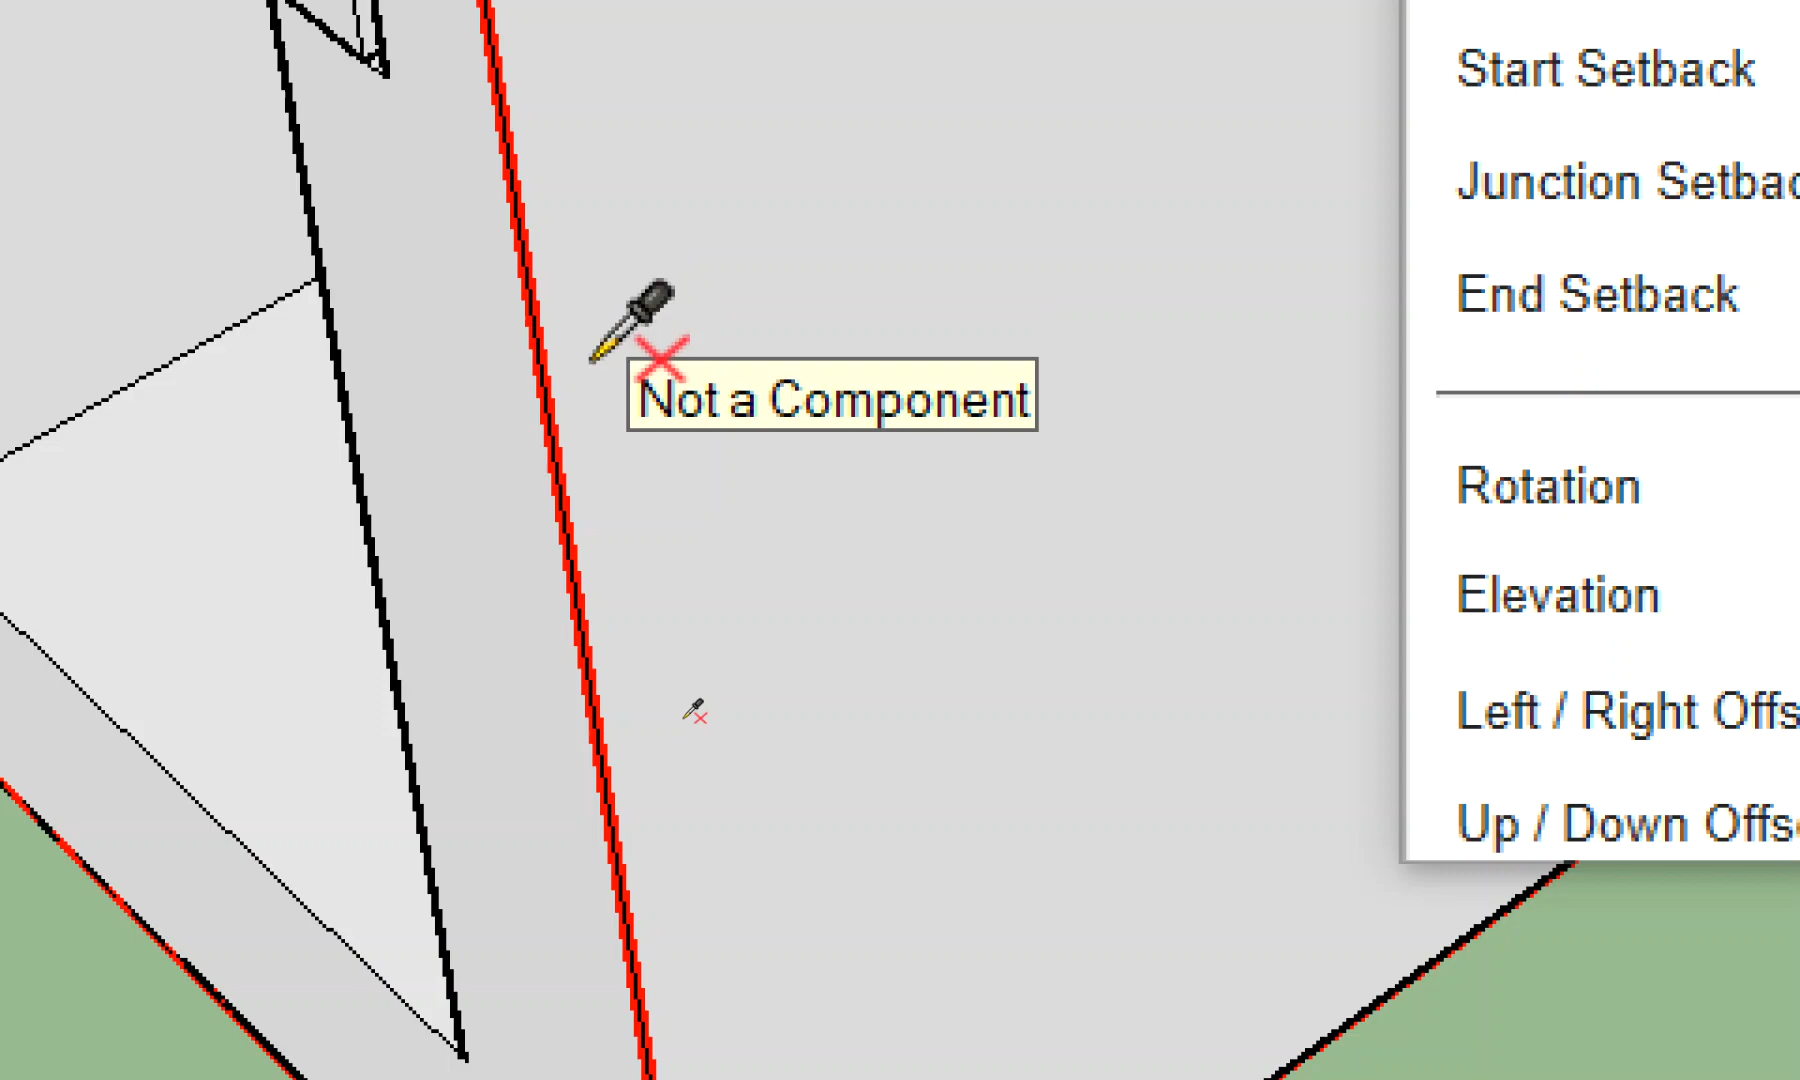 Start Setback
Junction Setbac
End Setback
Not a Component
Rotation
Elevation
Left / Right Offs
Up / Down Offs